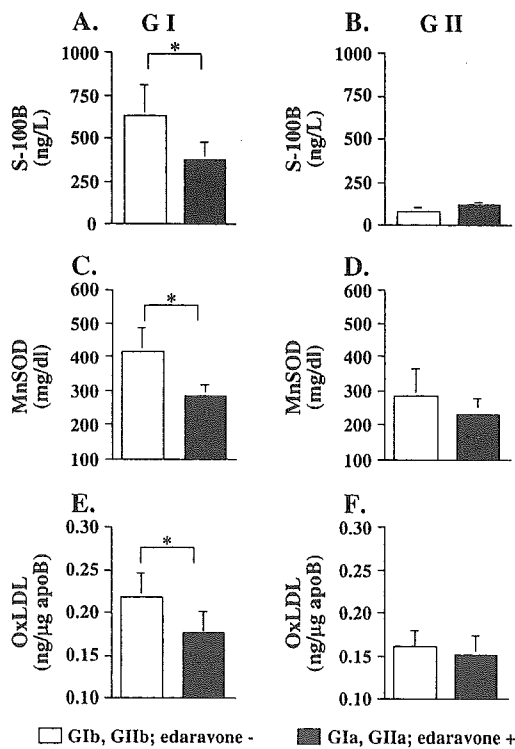 A. G I
B. G II
S-100B
(ng/L)
1000
750
500
250
0
*
S-100B
(ng/L)
1000
750
500
250
0
C.
D.
MnSOD
(mg/dl)
600
500
400
300
200
100
*
MnSOD
(mg/dl)
600
500
400
300
200
100
E.
F.
OxLDL
(ng/μg apoB)
0.30
0.25
0.20
0.15
0.10
*
OxLDL
(ng/μg apoB)
0.30
0.25
0.20
0.15
0.10
GIb, GIIb; edaravone -
GIa, GIIa; edaravone +